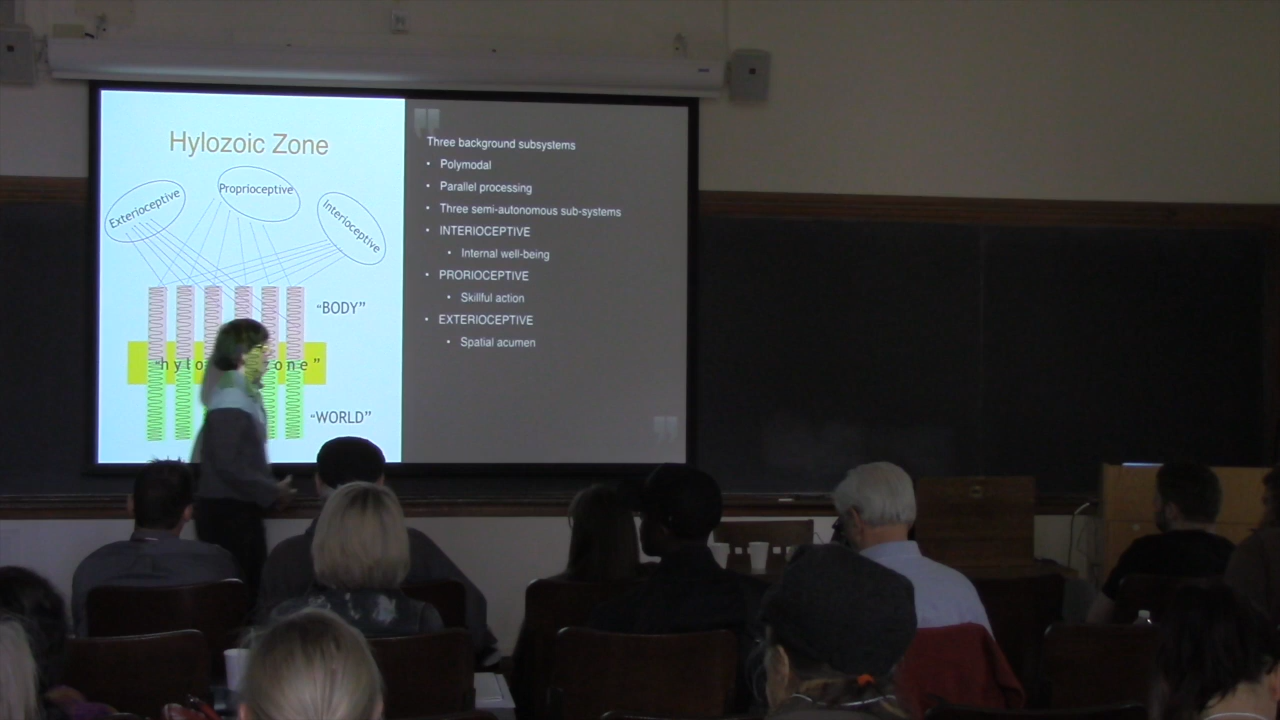 Hylozoic Zone
Exterioceptive
Proprioceptive
Interioceptive
“BODY”
“WORLD”
Three background subsystems
• Polymodal
• Parallel processing
• Three semi-autonomous sub-systems
• INTERIOCEPTIVE
• Internal well-being
• PRORIOCEPTIVE
• Skillful action
• EXTERIOCEPTIVE
• Spatial acumen